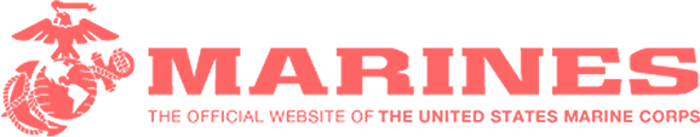 MARINES
THE OFFICIAL WEBSITE OF THE UNITED STATES MARINE CORPS